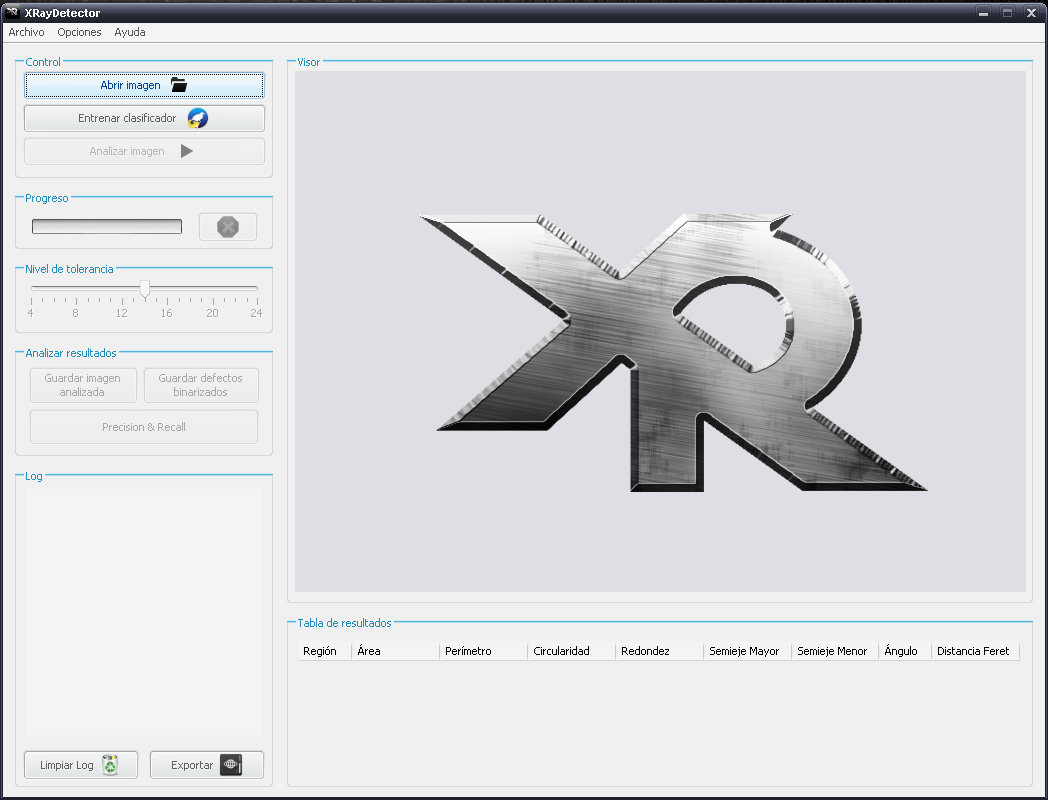 XRayDetector
Archivo Opciones Ayuda
Control
Abrir imagen
Entrenar clasificador
Analizar imagen
Progreso
Nivel de tolerancia
4 8 12 16 20 24
Analizar resultados
Guardar imagen
analizada
Guardar defectos
binarizados
Precision & Recall
Log
Limpiar Log
Exportar
Visor
XR
Tabla de resultados
Región Área Perímetro Circularidad Redondez Semieje Mayor Semieje Menor Ángulo Distancia Feret